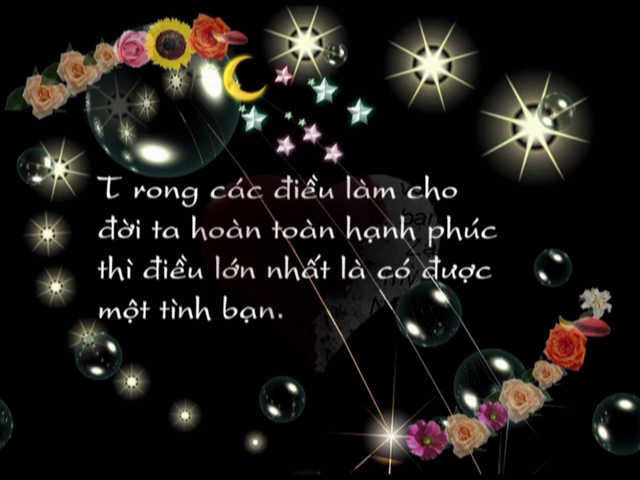 T rong các điều làm cho
đời ta hoàn toàn hạnh phúc
thì điều lớn nhất là có được
một tình bạn.